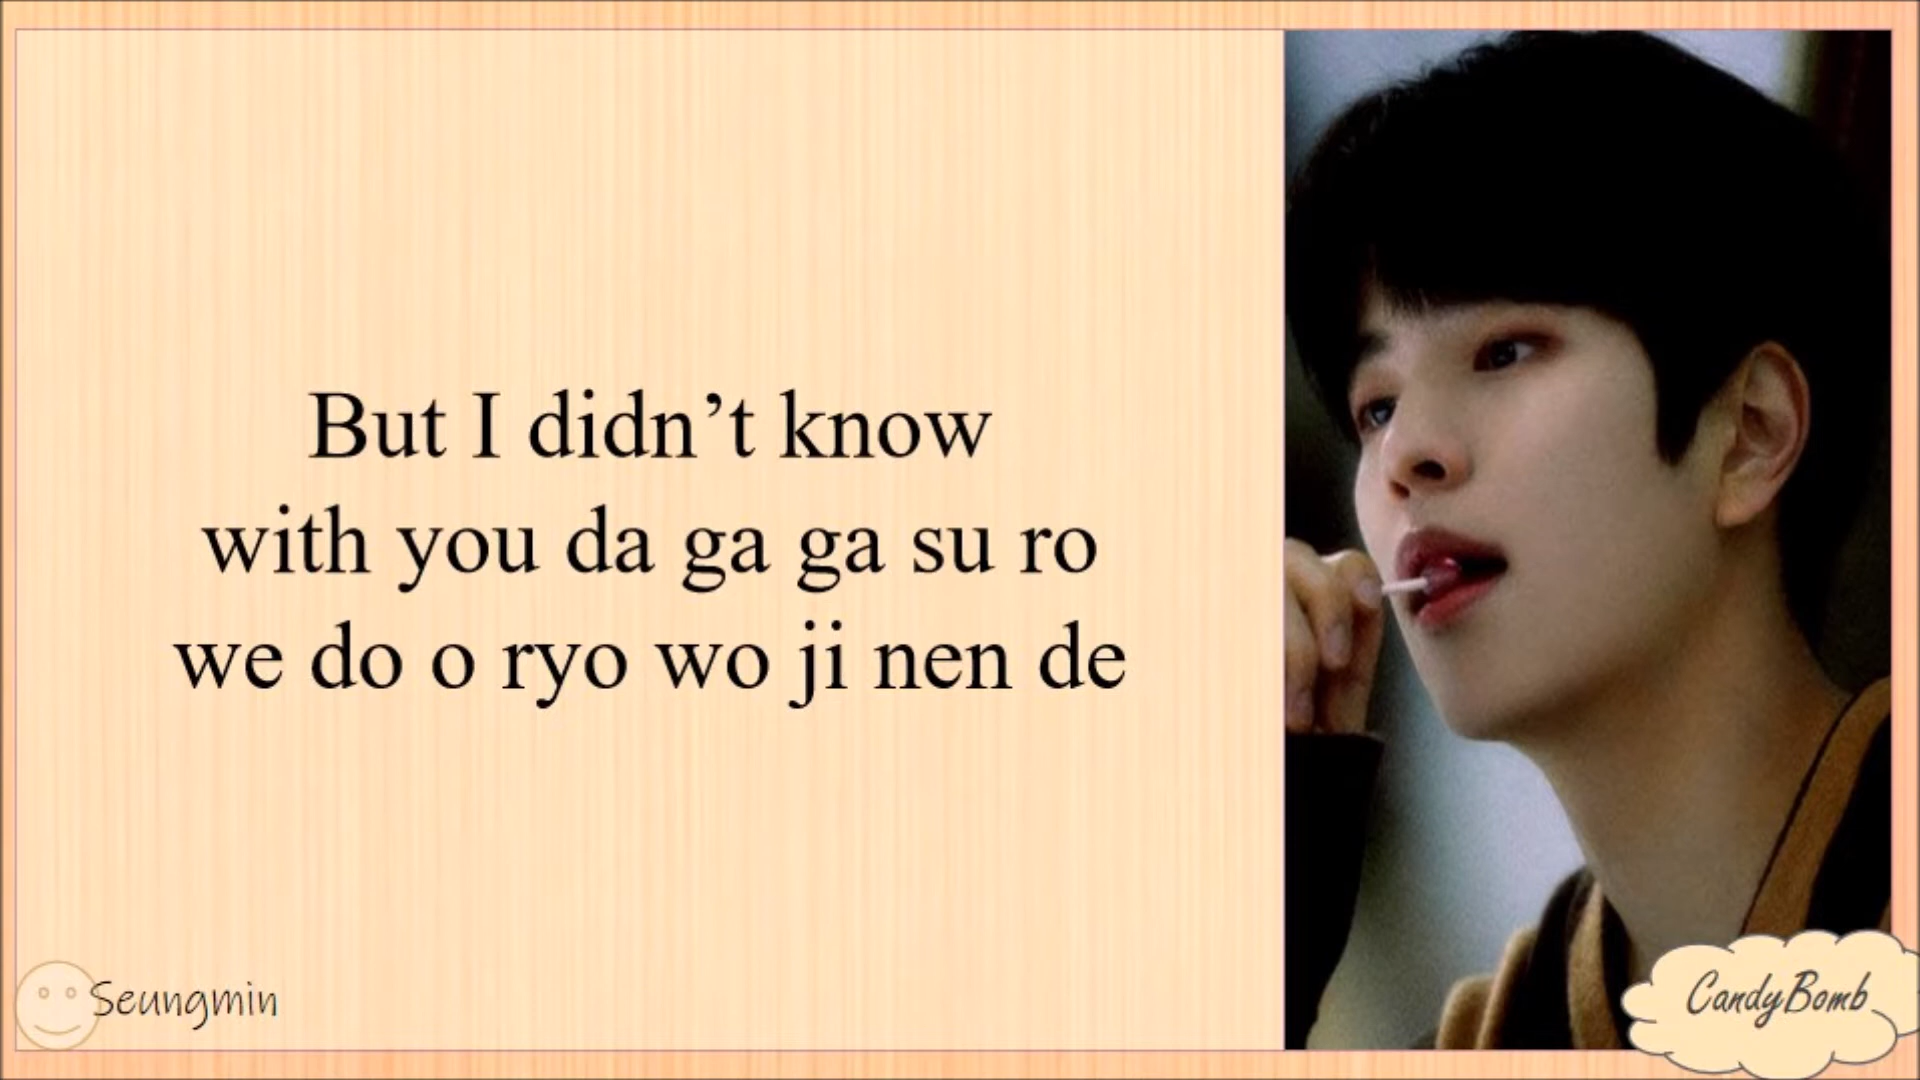 But I didn’t know
with you da ga ga su ro
we do o ryo wo ji nen de
Seungmin
CandyBomb